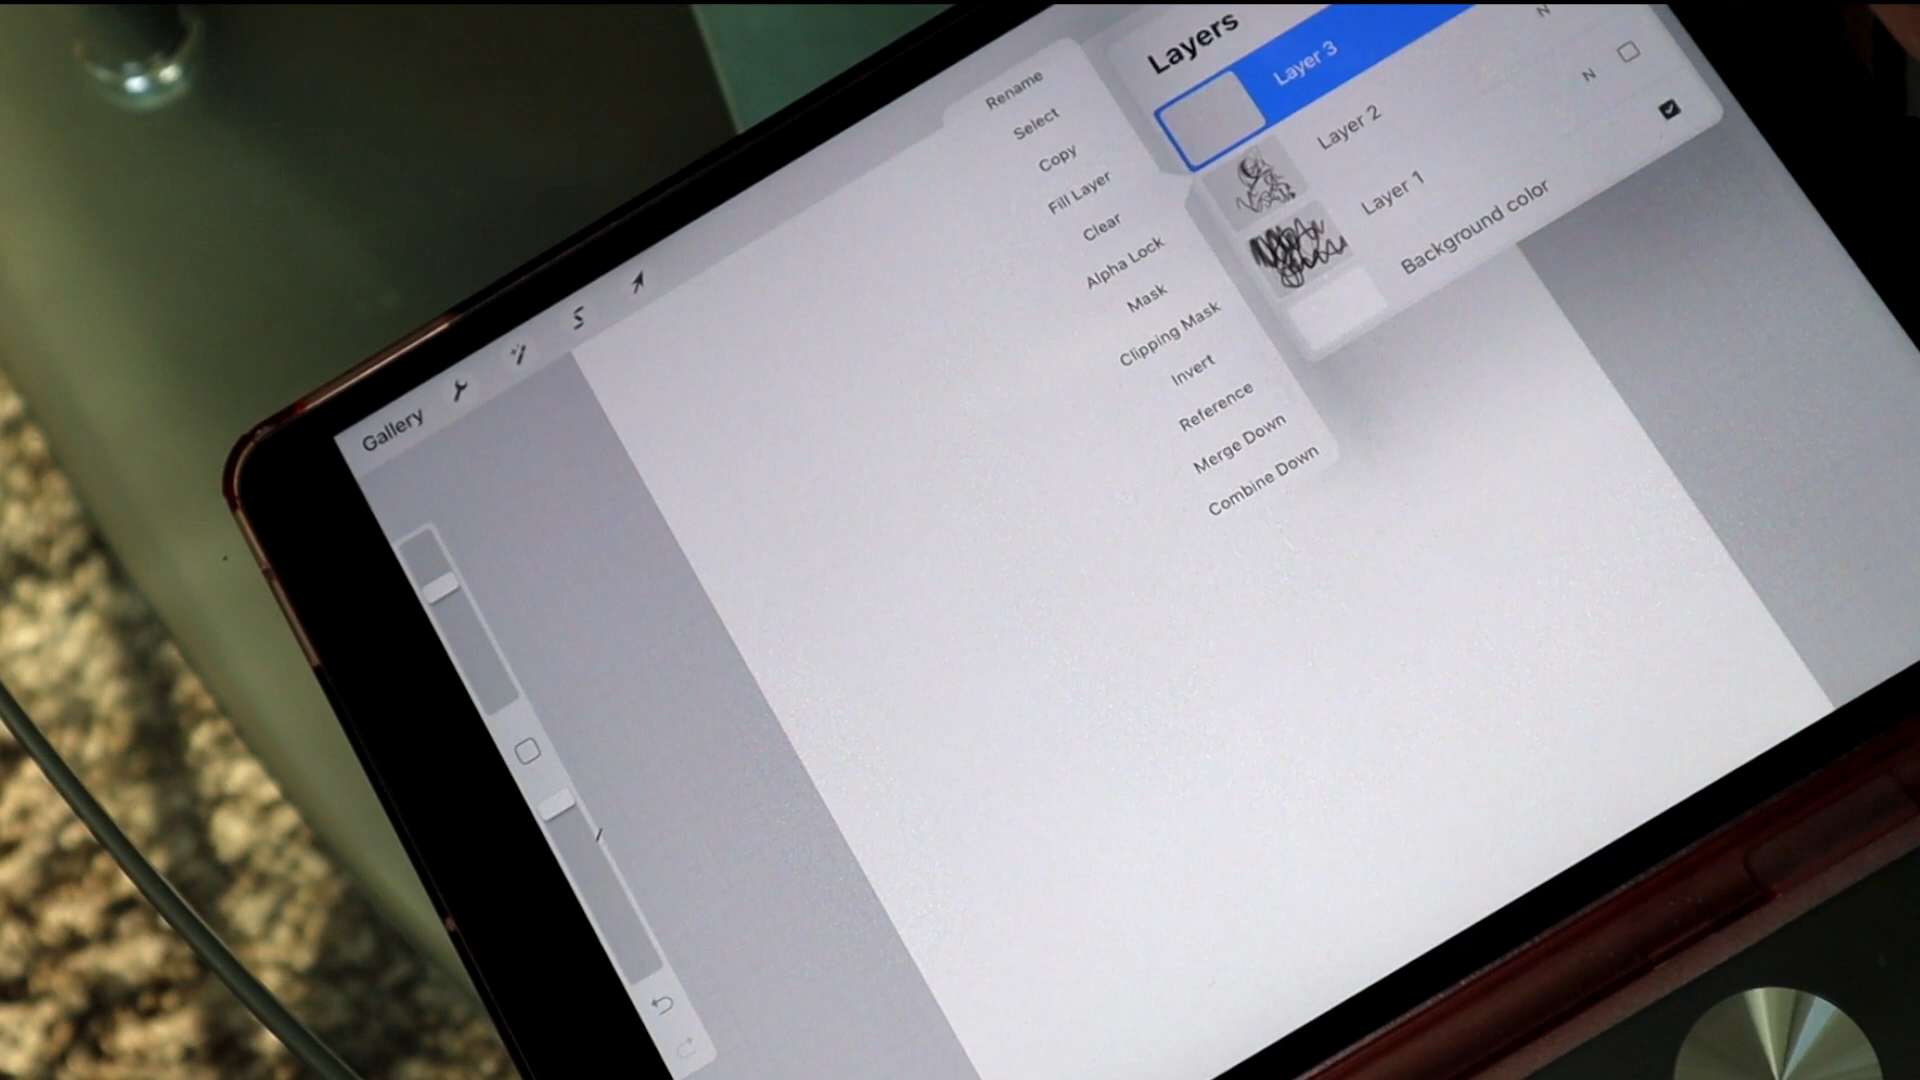 Layers
Layer 3
N
Layer 2
N
Layer 1
Background color
Rename
Select
Copy
Fill Layer
Clear
Alpha Lock
Mask
Clipping Mask
Invert
Reference
Merge Down
Combine Down
Gallery